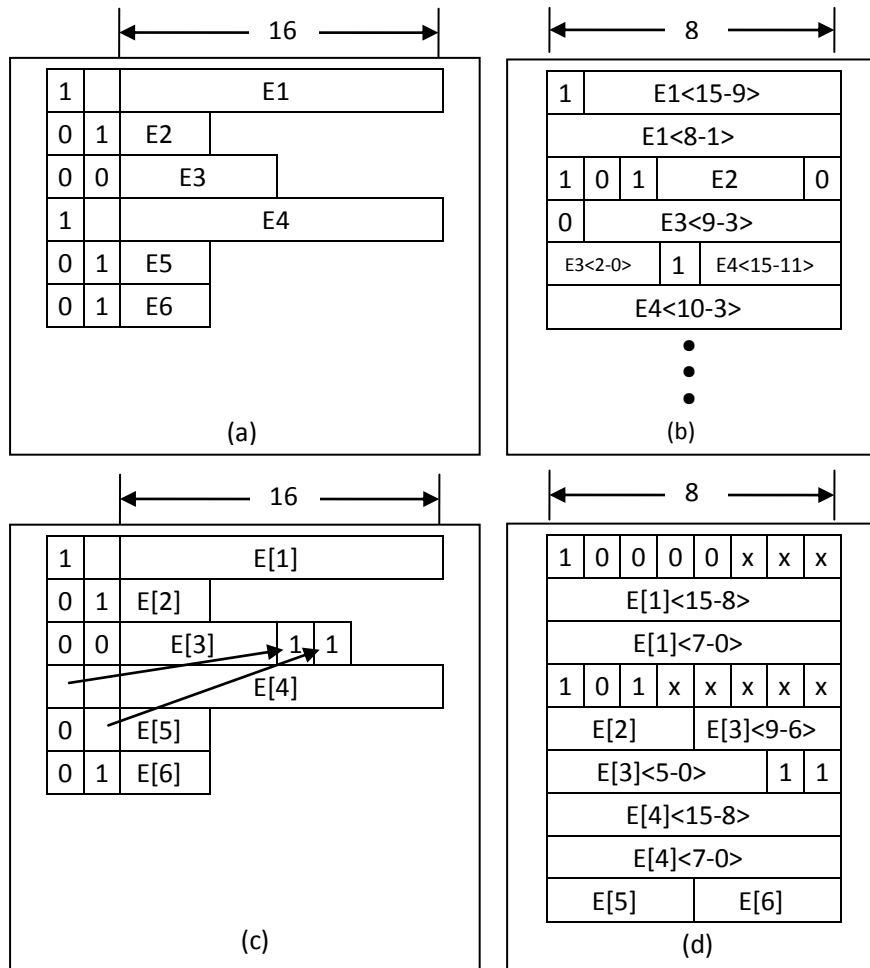 16
1 E1
0 1 E2
0 0 E3
1 E4
0 1 E5
0 1 E6
(a)
8
1 E1<15-9>
E1<8-1>
1 0 1 E2 0
0 E3<9-3>
E3<2-0> 1 E4<15-11>
E4<10-3>
(b)
16
1 E[1]
0 1 E[2]
0 0 E[3] 1 1
E[4]
0 E[5]
0 1 E[6]
(c)
8
1 0 0 0 0 x x x
E[1]<15-8>
E[1]<7-0>
1 0 1 x x x x x
E[2] E[3]<9-6>
E[3]<5-0> 1 1
E[4]<15-8>
E[4]<7-0>
E[5] E[6]
(d)